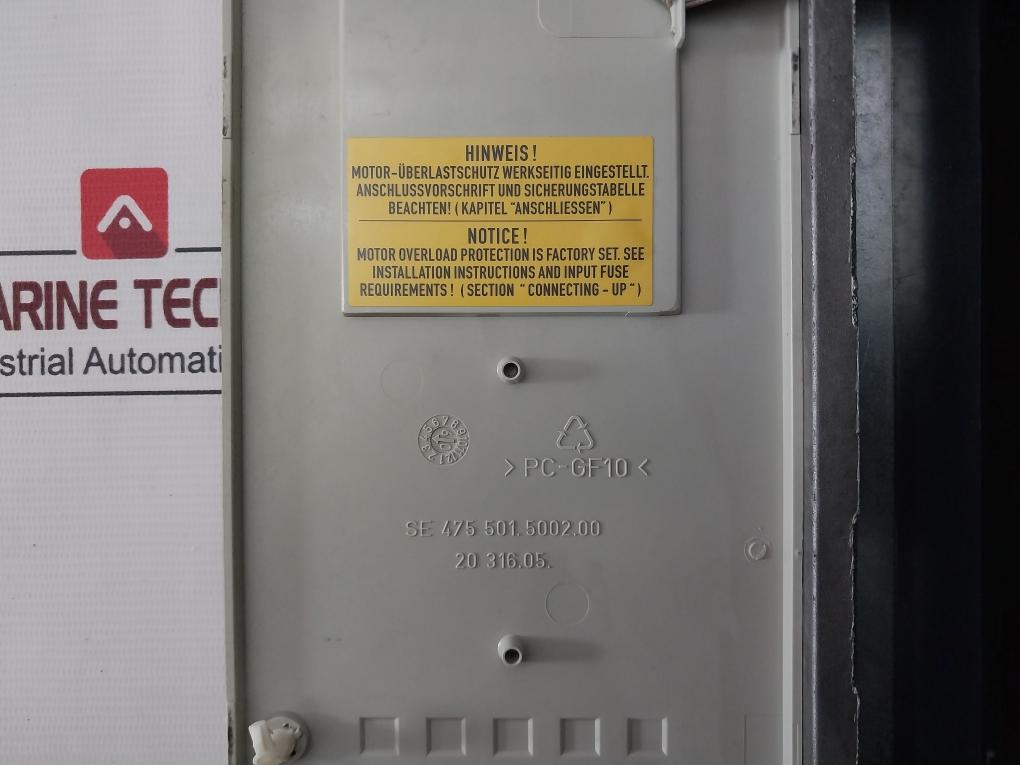 HINWEIS !
MOTOR-ÜBERLASTSCHUTZ WERKSEITIG EINGESTELLT.
ANSCHLUSSVORSCHRIFT UND SICHERUNGSTABELLE
BEACHTEN! ( KAPITEL "ANSCHLIESSEN" )
NOTICE !
MOTOR OVERLOAD PROTECTION IS FACTORY SET. SEE
INSTALLATION INSTRUCTIONS AND INPUT FUSE
REQUIREMENTS ! ( SECTION " CONNECTING - UP " )
ARINE TEC
strial Automati
> PC-GF10 <
SE 475 501.5002.00
20 316.05.